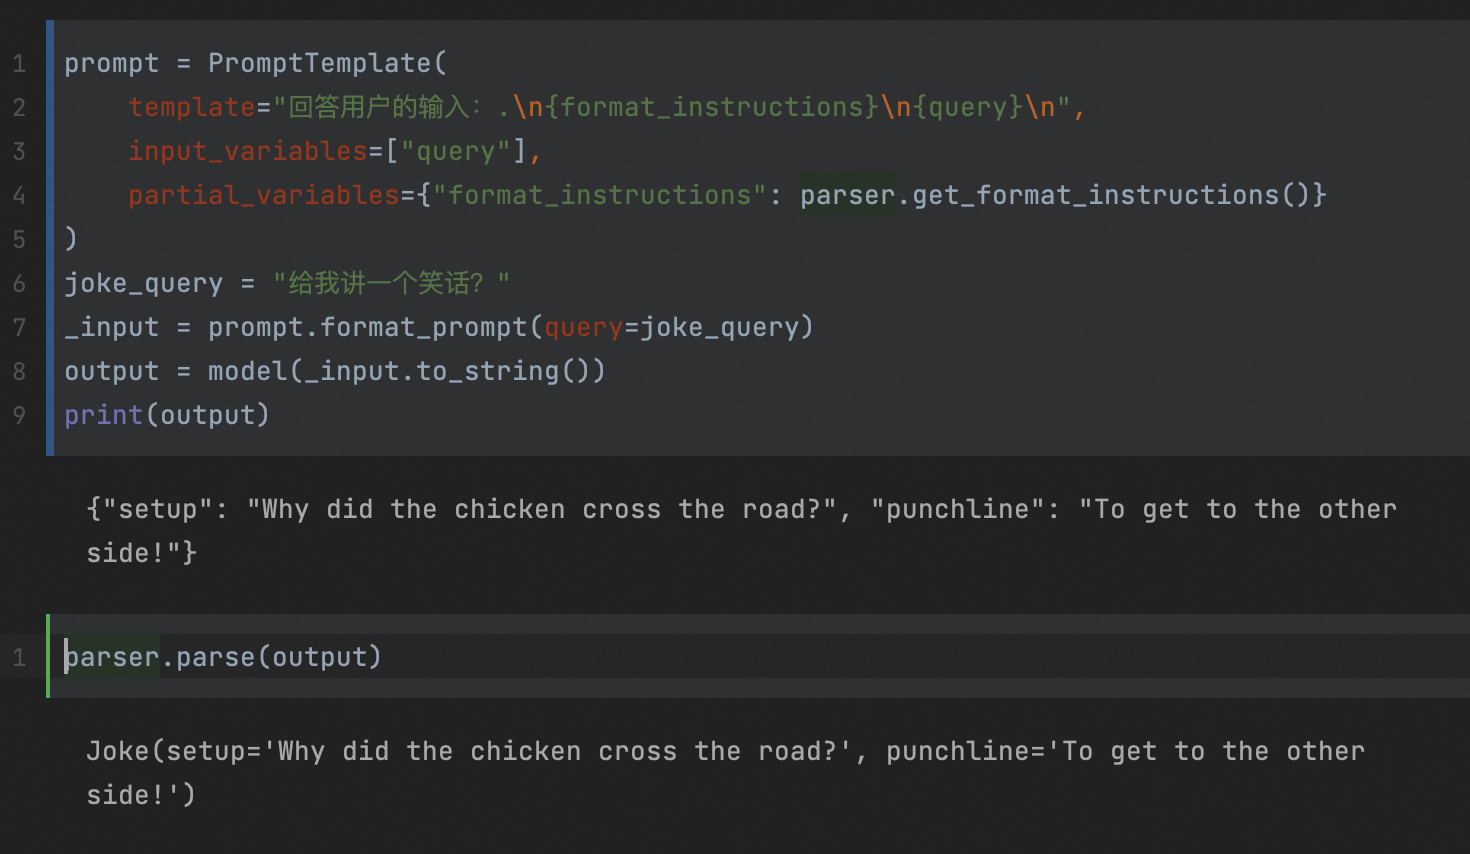 1 prompt = PromptTemplate(
2     template="回答用户的输入: .\n{format_instructions}\n{query}\n",
3     input_variables=["query"],
4     partial_variables={"format_instructions": parser.get_format_instructions()}
5 )
6 joke_query = "给我讲一个笑话? "
7 _input = prompt.format_prompt(query=joke_query)
8 output = model(_input.to_string())
9 print(output)
{"setup": "Why did the chicken cross the road?", "punchline": "To get to the other
side!"}
1 parser.parse(output)
Joke(setup='Why did the chicken cross the road?', punchline='To get to the other
side!')